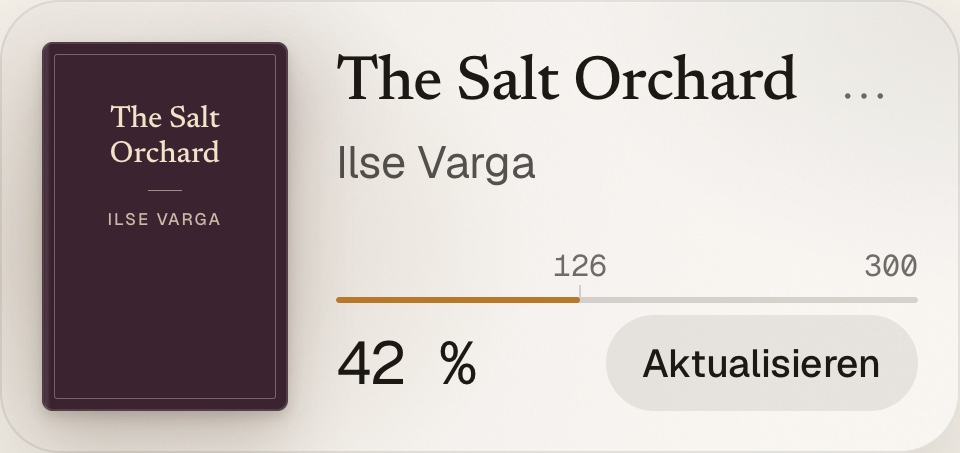 The Salt
Orchard
ILSE VARGA
The Salt Orchard ...
Ilse Varga
126 300
42 %
Aktualisieren